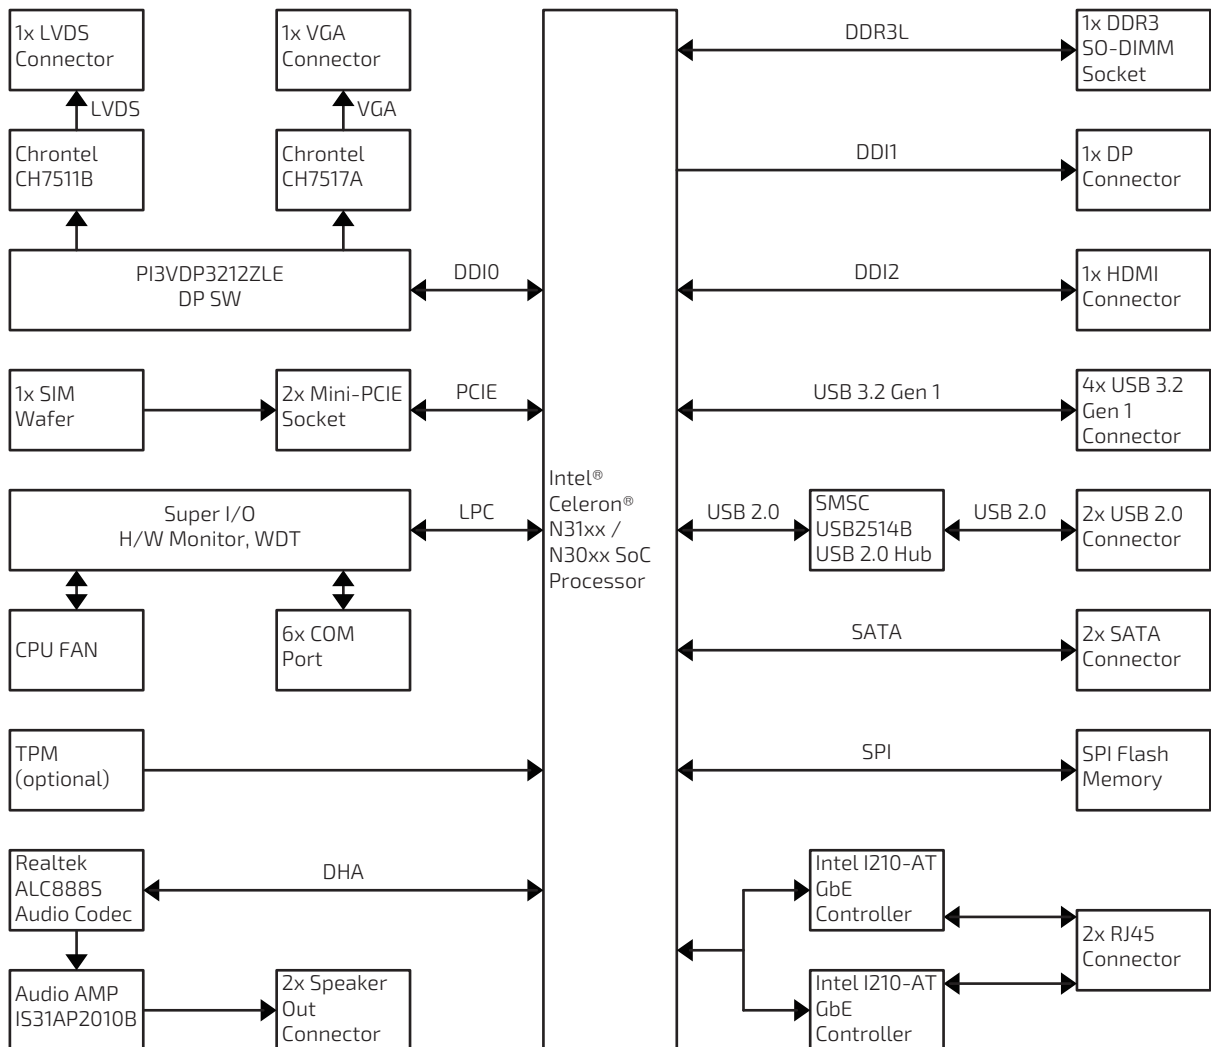 1x LVDS
Connector
1x VGA
Connector
DDR3L
1x DDR3
SO-DIMM
Socket
LVDS
VGA
Chrontel
CH7511B
Chrontel
CH7517A
DDI1
1x DP
Connector
PI3VDP3212ZLE
DP SW
DDI0
DDI2
1x HDMI
Connector
1x SIM
Wafer
2x Mini-PCIE
Socket
PCIE
USB 3.2 Gen 1
4x USB 3.2
Gen 1
Connector
Intel®
Celeron®
N31xx /
N30xx SoC
Processor
Super I/O
H/W Monitor, WDT
LPC
USB 2.0
SMSC
USB2514B
USB 2.0 Hub
USB 2.0
2x USB 2.0
Connector
CPU FAN
6x COM
Port
SATA
2x SATA
Connector
TPM
(optional)
SPI
SPI Flash
Memory
Realtek
ALC888S
Audio Codec
DHA
Intel I210-AT
GbE
Controller
2x RJ45
Connector
Audio AMP
IS31AP2010B
2x Speaker
Out
Connector
Intel I210-AT
GbE
Controller